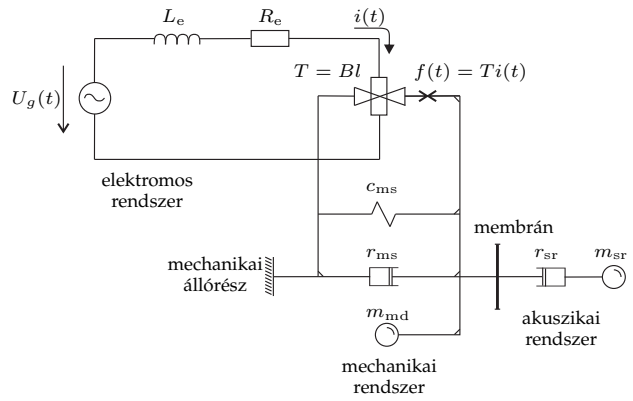 L_e
R_e
i(t)
T = Bl
f(t) = Ti(t)
U_g(t)
elektromos
rendszer
c_ms
membrán
mechanikai
állórész
r_ms
r_sr
m_sr
m_md
akuszikai
rendszer
mechanikai
rendszer